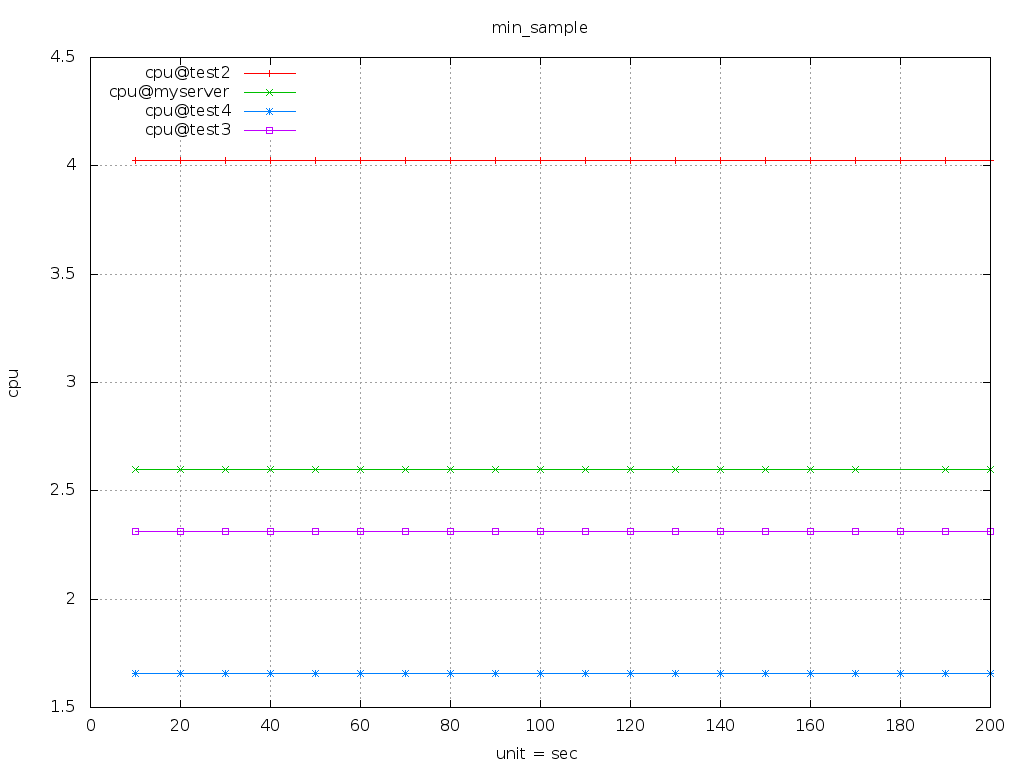 min_sample
4.5
cpu@test2
cpu@myserver
cpu@test4
cpu@test3
4
3.5
3
cpu
2.5
2
1.5
0 20 40 60 80 100 120 140 160 180 200
unit = sec